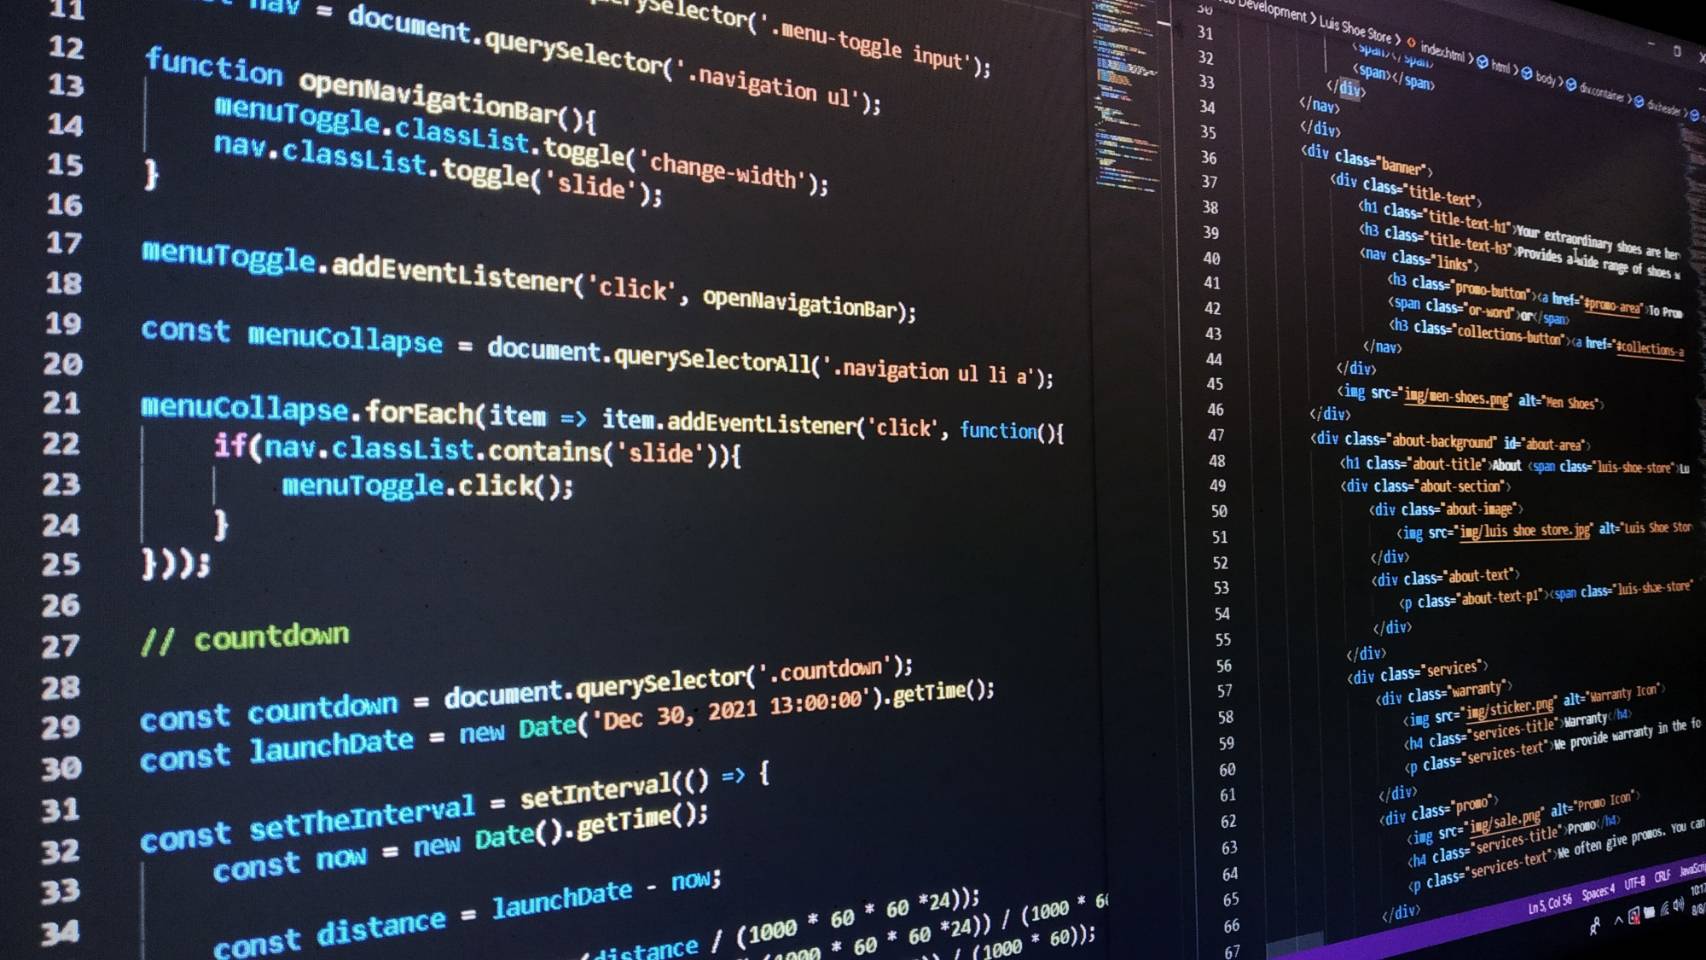 11
const nav = document.querySelector('.menu-toggle input');
12
= document.querySelector('.navigation ul');
13
function openNavigationBar(){
14
menuToggle.classList.toggle('change-width');
15
nav.classList.toggle('slide');
16
}
17
18
menuToggle.addEventListener('click', openNavigationBar);
19
20
const menuCollapse = document.querySelectorAll('.navigation ul li a');
21
menuCollapse.forEach(item => item.addEventListener('click', function(){
22
if(nav.classList.contains('slide')){
23
menuToggle.click();
24
}
25
}));
26
27
// countdown
28
29
const countdown = document.querySelector('.countdown');
30
const launchDate = new Date('Dec 30, 2021 13:00:00').getTime();
31
32
const setTheInterval = setInterval(() => {
33
const now = new Date().getTime();
34
const distance = launchDate - now;
distance / (1000 * 60 * 60 *24));
(1000 * 60 * 60 *24)) / (1000 * 60
/ (1000 * 60));
Development > Luis Shoe Store > index.html > html > body > div.container > div.header >
30
31 <span></span>
32 <span></span>
33 </div>
34 </nav>
35 </div>
36 <div class="banner">
37 <div class="title-text">
38 <h1 class="title-text-h1">Your extraordinary shoes are her
39 <h3 class="title-text-h3">Provides a wide range of shoes w
40 <nav class="links">
41 <h3 class="promo-button"><a href="#promo-area">To Prom
42 <span class="or-word">or</span>
43 <h3 class="collections-button"><a href="#collections-a
44 </nav>
45 </div>
46 <img src="img/men-shoes.png" alt="Men Shoes">
47 </div>
48 <div class="about-background" id="about-area">
49 <h1 class="about-title">About <span class="luis-shoe-store">Lu
50 <div class="about-section">
51 <div class="about-image">
52 <img src="img/luis shoe store.jpg" alt="Luis Shoe Stor
53 </div>
54 <div class="about-text">
55 <p class="about-text-p1"><span class="luis-shoe-store"
56 </div>
57 </div>
58 <div class="services">
59 <div class="warranty">
60 <img src="img/sticker.png" alt="Warranty Icon">
61 <h4 class="services-title">Warranty</h4>
62 <p class="services-text">We provide warranty in the fo
63 </div>
64 <div class="promo">
65 <img src="img/sale.png" alt="Promo Icon">
66 <h4 class="services-title">Promo</h4>
67 <p class="services-text">We often give promos. You can
</div>
Ln 5, Col 56 Spaces: 4 UTF-8 CRLF JavaScri
10:1
8/8/